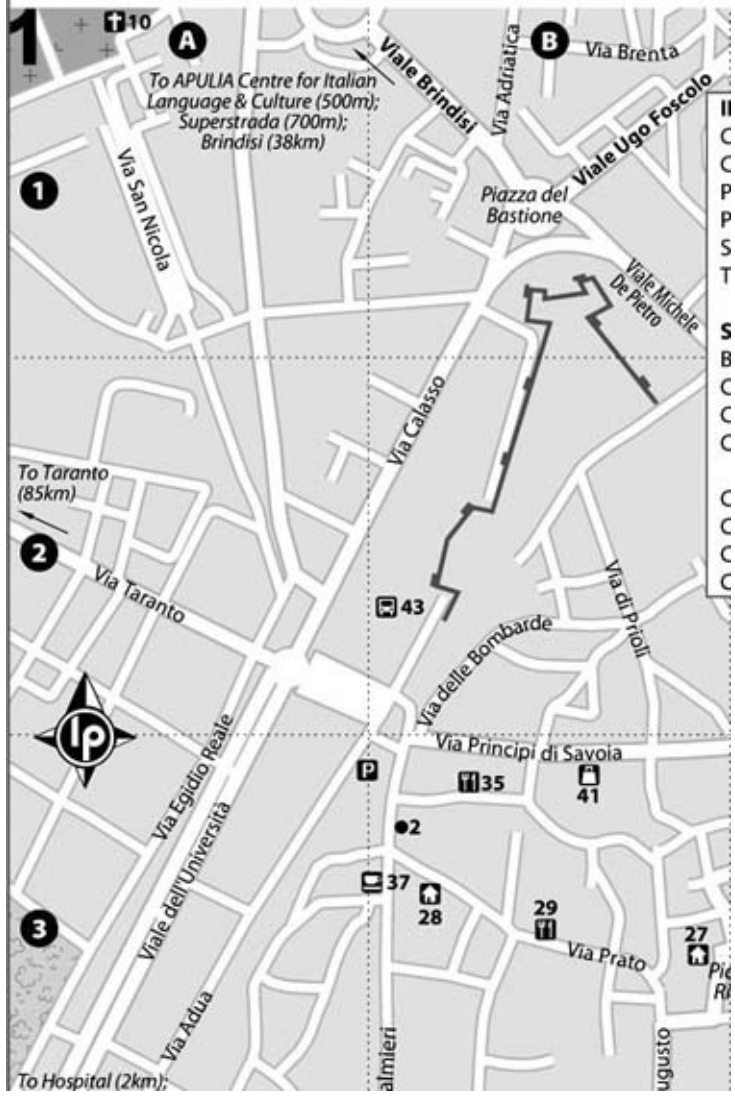 1
10
A
B
Via Brenta
To APULIA Centre for Italian
Language & Culture (500m);
Superstrada (700m);
Brindisi (38km)
Viale Brindisi
Via Adriatica
Viale Ugo Foscolo
1
Via San Nicola
Piazza del
Bastione
Viale Michele
De Pietro
C
C
P
P
S
T
S
B
C
C
C
C
C
C
C
Via Calasso
To Taranto
(85km)
2
Via Taranto
43
Via delle Bombarde
Via di Prioli
lp
Via Egidio Reale
Via Principi di Savoia
P
35
41
2
Viale dell'Università
37
28
29
27
3
Via Prato
Via Adua
almieri
ugusto
To Hospital (2km);